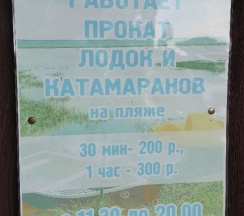 РАБОТАЕТ
ПРОКАТ
ЛОДОК И
КАТАМАРАНОВ
на пляже
30 мин- 200 р.,
1 час - 300 р.
с 11.30 до 20.00